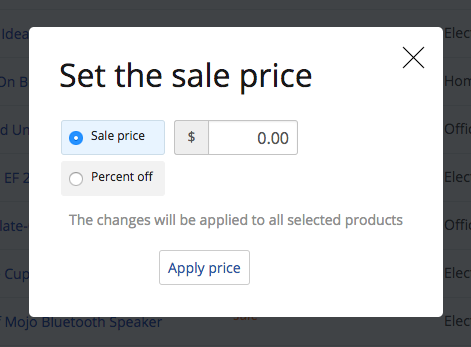 Idea
Elec
Set the sale price
On B
Hom
Sale price
$ 0.00
d Un
Offic
Percent off
EF 2
Elec
The changes will be applied to all selected products
late-
Offic
Apply price
Cup
Elec
Mojo Bluetooth Speaker
sale
Elec